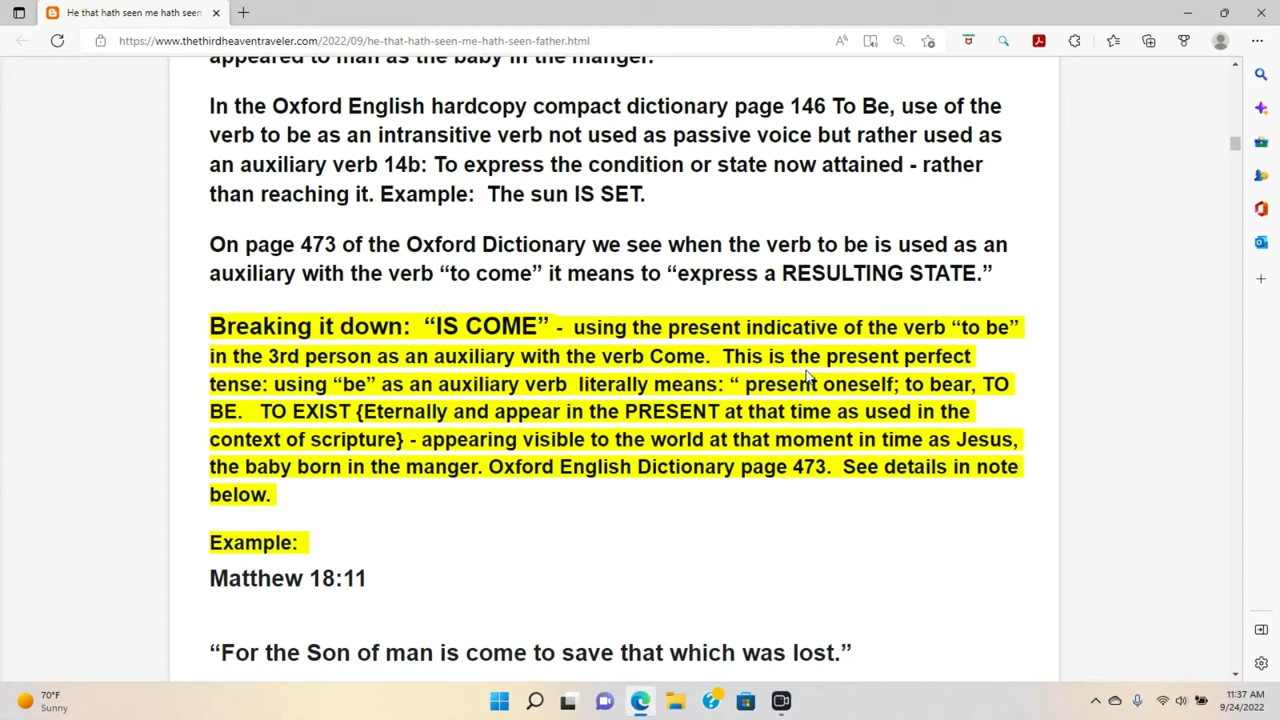 He that hath seen me hath seen
https://www.thethirdheaventraveler.com/2022/09/he-that-hath-seen-me-hath-seen-father.html
appeared to man as the baby in the manger.
In the Oxford English hardcopy compact dictionary page 146 To Be, use of the
verb to be as an intransitive verb not used as passive voice but rather used as
an auxiliary verb 14b: To express the condition or state now attained - rather
than reaching it. Example:  The sun IS SET.
On page 473 of the Oxford Dictionary we see when the verb to be is used as an
auxiliary with the verb “to come” it means to “express a RESULTING STATE.”
Breaking it down:  “IS COME” -  using the present indicative of the verb “to be”
in the 3rd person as an auxiliary with the verb Come.  This is the present perfect
tense: using “be” as an auxiliary verb  literally means: “ present oneself; to bear, TO
BE.   TO EXIST {Eternally and appear in the PRESENT at that time as used in the
context of scripture} - appearing visible to the world at that moment in time as Jesus,
the baby born in the manger. Oxford English Dictionary page 473.  See details in note
below.
Example:
Matthew 18:11
“For the Son of man is come to save that which was lost.”
70°F
Sunny
11:37 AM
9/24/2022